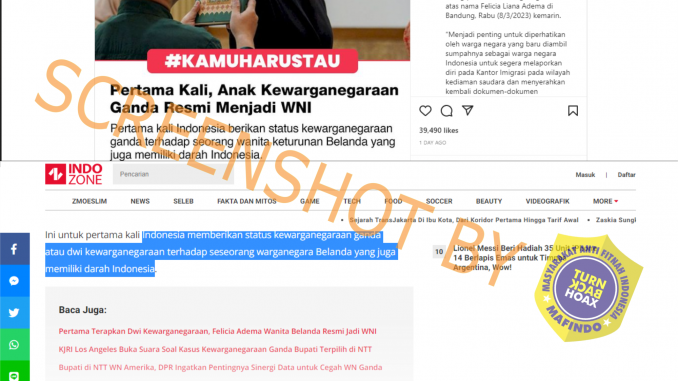 atas nama Felicia Liana Adema di
Bandung, Rabu (8/3/2023) kemarin.
"Menjadi penting untuk diperhatikan
oleh warga negara yang baru diambil
sumpahnya sebagai warga negara
Indonesia untuk segera melaporkan
diri pada Kantor Imigrasi pada wilayah
kediaman saudara dan menyerahkan
kembali dokumen-dokumen
39,490 likes
1 DAY AGO
#KAMUHARUSTAU
Pertama Kali, Anak Kewarganegaraan
Ganda Resmi Menjadi WNI
Pertama kali Indonesia berikan status kewarganegaraan
ganda terhadap seorang wanita keturunan Belanda yang
juga memiliki darah Indonesia.
SCREENSHOT BY
INDO
ZONE
Pencarian
Masuk | Daftar
ZMOESLIM NEWS SELEB FAKTA DAN MITOS GAME TECH FOOD SOCCER BEAUTY VIDEOGRAFIK MORE
Sejarah TransJakarta Di Ibu Kota, Dari Koridor Pertama Hingga Tarif Awal • Zaskia Sungi
Ini untuk pertama kali Indonesia memberikan status kewarganegaraan ganda
atau dwi kewarganegaraan terhadap seseorang warganegara Belanda yang juga
memiliki darah Indonesia.
10
Lionel Messi Beri Hadiah 35 Unit
14 Berlapis Emas untuk
Argentina, Wow!
Baca Juga:
Pertama Terapkan Dwi Kewarganegaraan, Felicia Adema Wanita Belanda Resmi Jadi WNI
KJRI Los Angeles Buka Suara Soal Kasus Kewarganegaraan Ganda Bupati Terpilih di NTT
Bupati di NTT WN Amerika, DPR Ingatkan Pentingnya Sinergi Data untuk Cegah WN Ganda
MASYARAKAT ANTI FITNAH INDONESIA
TURN
BACK
HOAX
MAFINDO